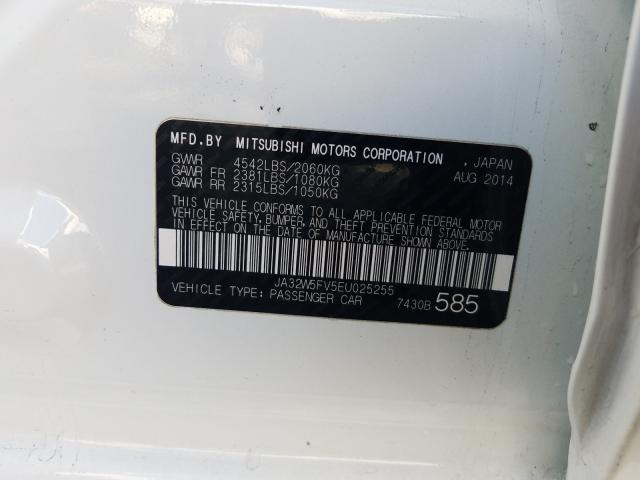 MFD.BY MITSUBISHI MOTORS CORPORATION , JAPAN
GVWR 4542LBS/2060KG AUG 2014
GAWR FR 2381LBS/1080KG
GAWR RR 2315LBS/1050KG
THIS VEHICLE CONFORMS TO ALL APPLICABLE FEDERAL MOTOR
VEHICLE SAFETY, BUMPER, AND THEFT PREVENTION STANDARDS
IN EFFECT ON THE DATE OF MANUFACTURE SHOWN ABOVE.
JA32W5FV5EU025255
VEHICLE TYPE: PASSENGER CAR 7430B 585